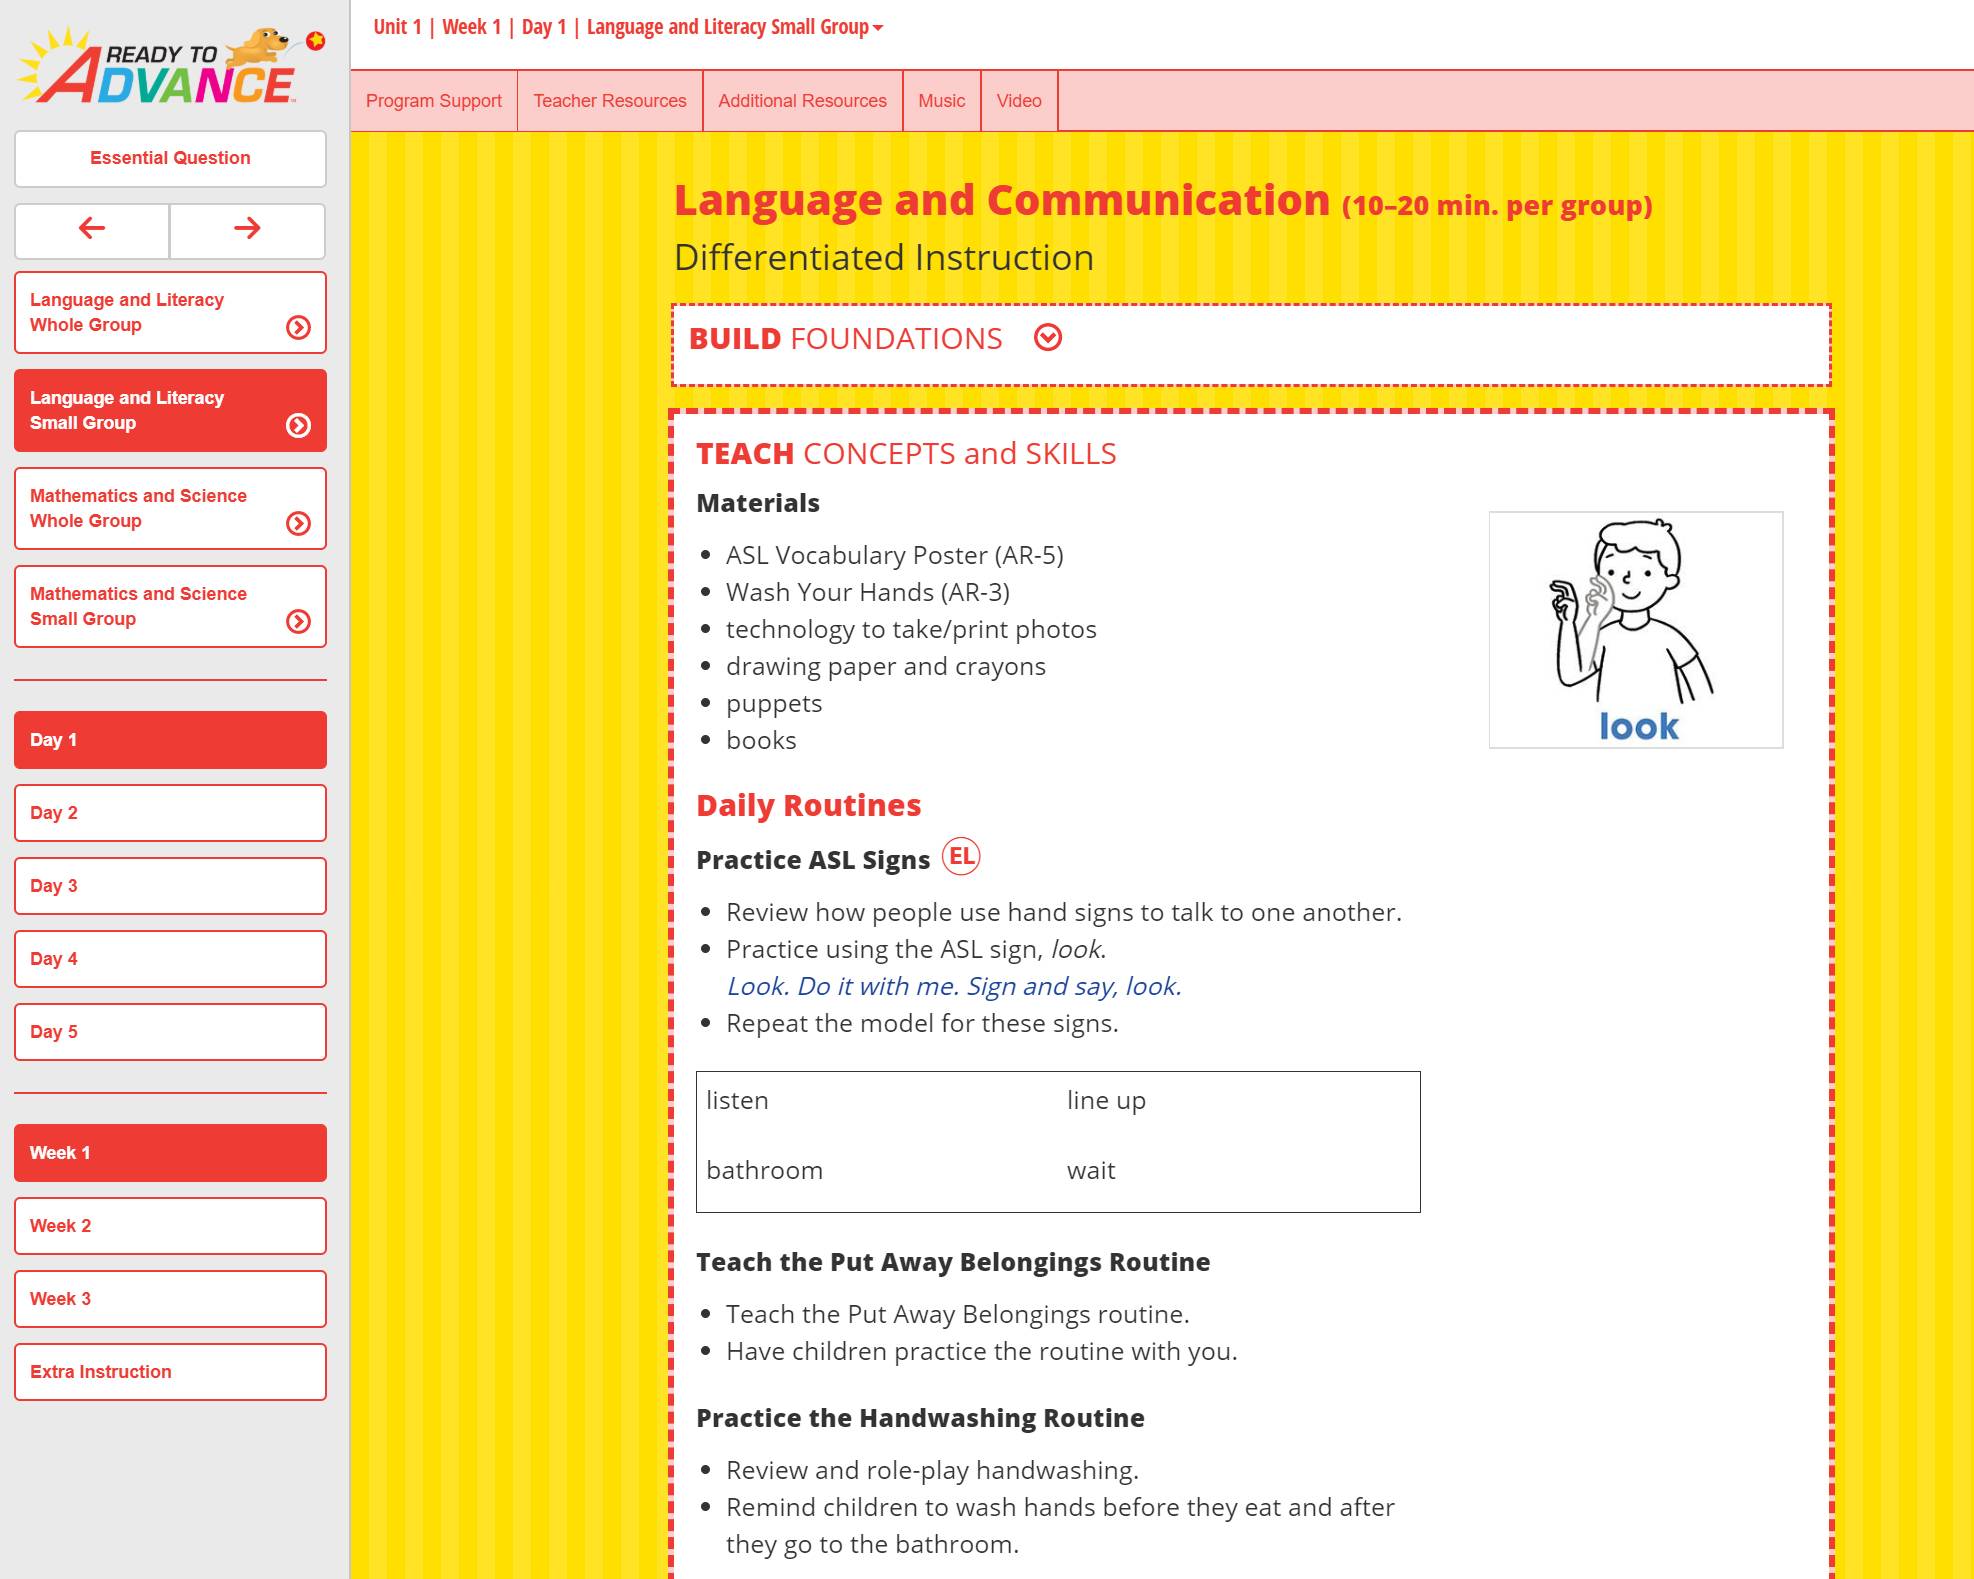 READY TO
ADVANCE
Essential Question
Language and Literacy
Whole Group
Language and Literacy
Small Group
Mathematics and Science
Whole Group
Mathematics and Science
Small Group
Day 1
Day 2
Day 3
Day 4
Day 5
Week 1
Week 2
Week 3
Extra Instruction
Unit 1 | Week 1 | Day 1 | Language and Literacy Small Group
Program Support
Teacher Resources
Additional Resources
Music
Video
Language and Communication (10–20 min. per group)
Differentiated Instruction
BUILD FOUNDATIONS
TEACH CONCEPTS and SKILLS
Materials
• ASL Vocabulary Poster (AR-5)
• Wash Your Hands (AR-3)
• technology to take/print photos
• drawing paper and crayons
• puppets
• books
look
Daily Routines
Practice ASL Signs EL
• Review how people use hand signs to talk to one another.
• Practice using the ASL sign, look.
Look. Do it with me. Sign and say, look.
• Repeat the model for these signs.
listen line up
bathroom wait
Teach the Put Away Belongings Routine
• Teach the Put Away Belongings routine.
• Have children practice the routine with you.
Practice the Handwashing Routine
• Review and role-play handwashing.
• Remind children to wash hands before they eat and after
they go to the bathroom.